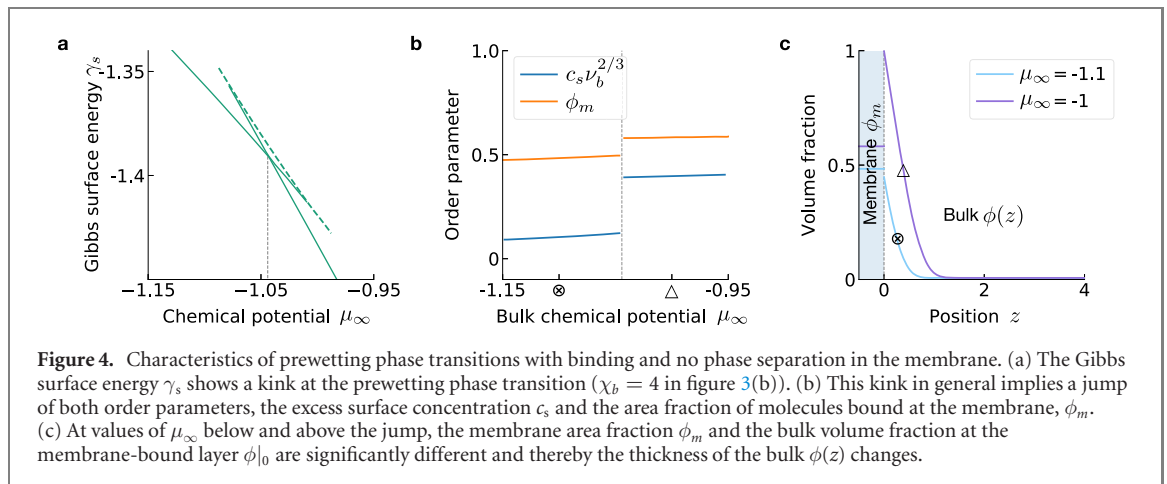 a
-1.35
-1.4
Gibbs surface energy γₛ
−1.15
−1.05
−0.95
Chemical potential μ∞
b
1.0
0.5
0
Order parameter
cₛν_b^{2/3}
ϕₘ
-1.15
⊗
△
-0.95
Bulk chemical potential μ∞
c
1
0.5
0
Volume fraction
Membrane ϕₘ
μ∞ = -1.1
μ∞ = -1
△
⊗
Bulk ϕ(z)
0
2
4
Position z
Figure 4. Characteristics of prewetting phase transitions with binding and no phase separation in the membrane. (a) The Gibbs
surface energy γₛ shows a kink at the prewetting phase transition (χ_b = 4 in figure 3(b)). (b) This kink in general implies a jump
of both order parameters, the excess surface concentration cₛ and the area fraction of molecules bound at the membrane, ϕₘ.
(c) At values of μ∞ below and above the jump, the membrane area fraction ϕₘ and the bulk volume fraction at the
membrane-bound layer ϕ|₀ are significantly different and thereby the thickness of the bulk ϕ(z) changes.